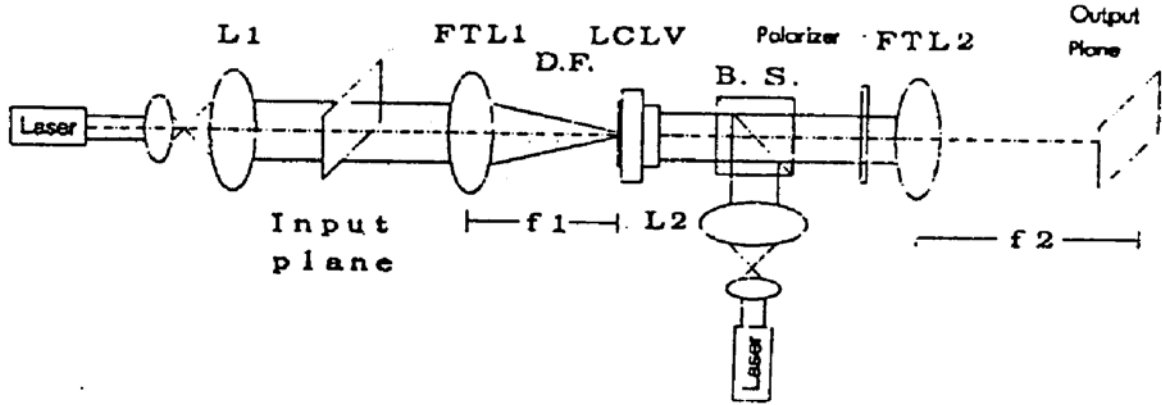 L1
FTL1
LCLV
Polarizer
FTL2
Output
Plane
D.F.
B. S.
Laser
Input
plane
f1
L2
f2
Laser